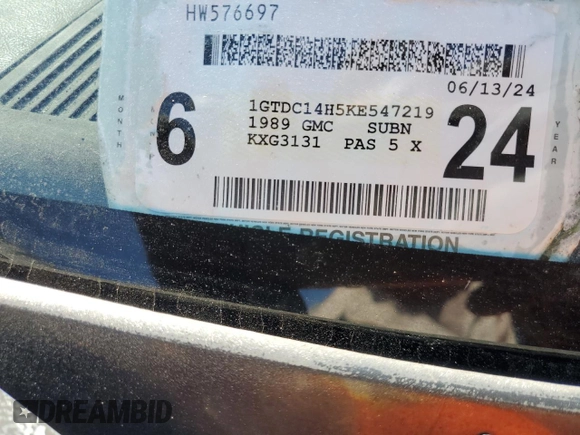 HW576697
06/13/24
MONTH
6
1GTDC14H5KE547219
1989 GMC SUBN
KXG3131 PAS 5 X
24
YEAR
REGISTRATION
DREAMBID